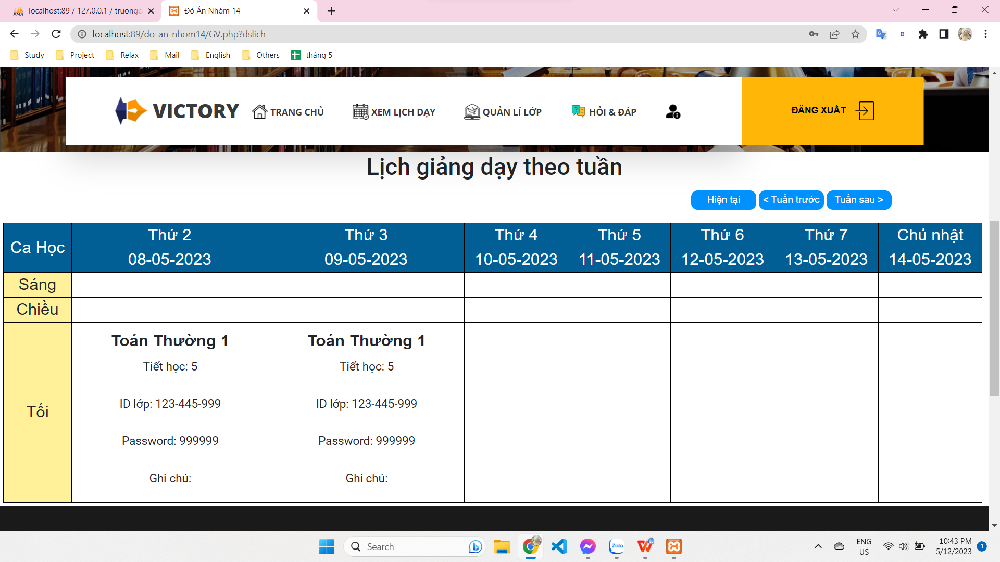 localhost:89 / 127.0.0.1 / truongc
Đò Án Nhóm 14
localhost:89/do_an_nhom14/GV.php?dslich
B
Study
Project
Relax
Mail
English
Others
tháng 5
VICTORY
TRANG CHỦ
XEM LỊCH DẠY
QUẢN LÍ LỚP
HỎI & ĐÁP
ĐĂNG XUẤT
Lịch giảng dạy theo tuần
Hiện tại
< Tuần trước
Tuần sau >
Ca Học
Thứ 2
08-05-2023
Thứ 3
09-05-2023
Thứ 4
10-05-2023
Thứ 5
11-05-2023
Thứ 6
12-05-2023
Thứ 7
13-05-2023
Chủ nhật
14-05-2023
Sáng
Chiều
Tối
Toán Thường 1
Tiết học: 5
ID lớp: 123-445-999
Password: 999999
Ghi chú:
Toán Thường 1
Tiết học: 5
ID lớp: 123-445-999
Password: 999999
Ghi chú:
Search
Zalo
ENG
US
10:43 PM
5/12/2023
1